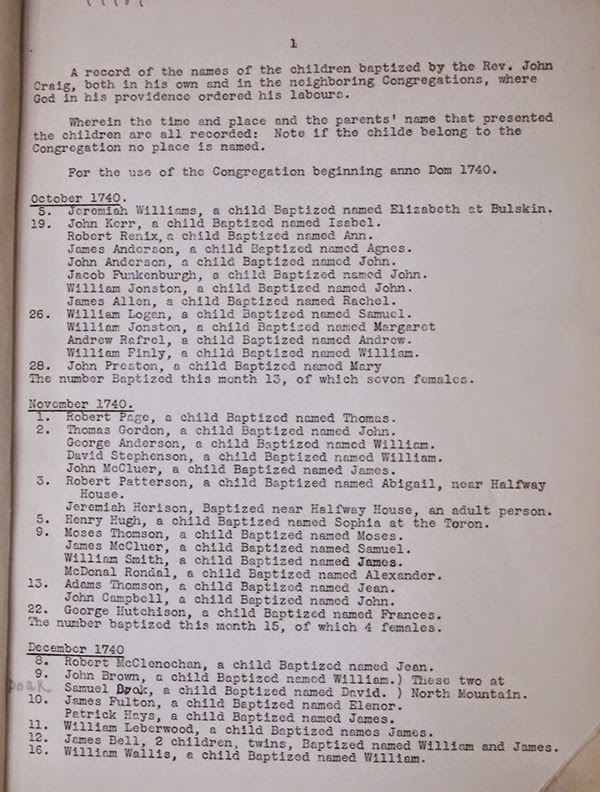 1
A record of the names of the children baptized by the Rev. John
Craig, both in his own and in the neighboring Congregations, where
God in his providence ordered his labours.
Wherein the time and place and the parents' name that presented
the children are all recorded: Note if the childe belong to the
Congregation no place is named.
For the use of the Congregation beginning anno Dom 1740.
October 1740.
5. Jeremiah Williams, a child Baptized named Elizabeth at Bulskin.
19. John Kerr, a child Baptized named Isabel.
Robert Renix, a child Baptized named Ann.
James Anderson, a child Baptized named Agnes.
John Anderson, a child Baptized named John.
Jacob Funkenburgh, a child Baptized named John.
William Jonston, a child Baptized named John.
James Allen, a child Baptized named Rachel.
26. William Logan, a child Baptized named Samuel.
William Jonston, a child Baptized named Margaret
Andrew Rafrel, a child Baptized named Andrew.
William Finly, a child Baptized named William.
28. John Preston, a child Baptized named Mary
The number Baptized this month 13, of which seven females.
November 1740.
1. Robert Page, a child Baptized named Thomas.
2. Thomas Gordon, a child Baptized named John.
George Anderson, a child Baptized named William.
David Stephenson, a child Baptized named William.
John McCluer, a child Baptized named James.
3. Robert Patterson, a child Baptized named Abigail, near Halfway
House.
Jeremiah Herison, Baptized near Halfway House, an adult person.
5. Henry Hugh, a child Baptized named Sophia at the Toron.
9. Moses Thomson, a child Baptized named Moses.
James McCluer, a child Baptized named Samuel.
William Smith, a child Baptized named James.
McDonal Rondal, a child Baptized named Alexander.
13. Adams Thomson, a child Baptized named Jean.
John Campbell, a child Baptized named John.
22. George Hutchison, a child Baptized named Frances.
The number baptized this month 15, of which 4 females.
December 1740
8. Robert McClenochan, a child Baptized named Jean.
9. John Brown, a child Baptized named William.) These two at
Doak Samuel Doak, a child Baptized named David. ) North Mountain.
10. James Fulton, a child Baptized named Elenor.
Patrick Hays, a child Baptized named James.
11. William Leberwood, a child Baptized names James.
12. James Bell, 2 children, twins, Baptized named William and James.
16. William Wallis, a child Baptized named William.